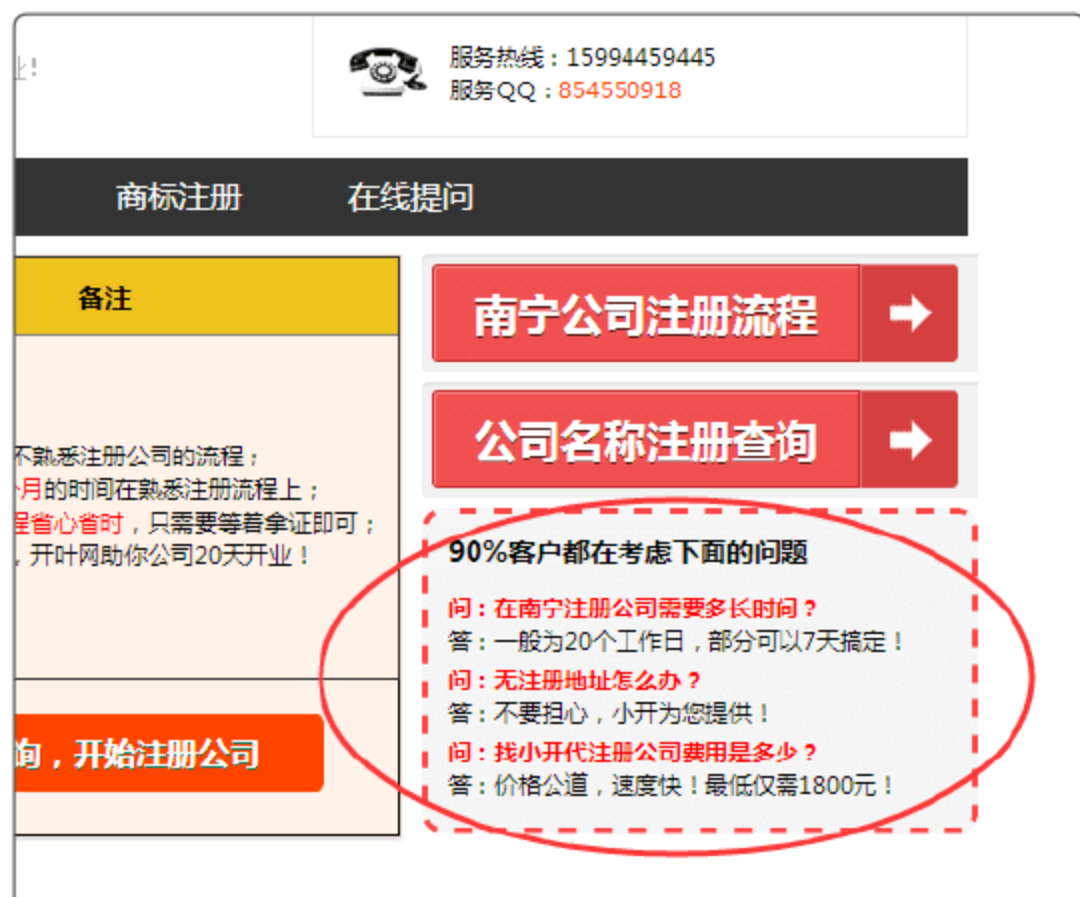 业!
服务热线：15994459445
服务QQ：854550918
商标注册
在线提问
备注
不熟悉注册公司的流程；
个月的时间在熟悉注册流程上；
程省心省时，只需要等着拿证即可；
，开叶网助你公司20天开业！
询，开始注册公司
南宁公司注册流程
公司名称注册查询
90%客户都在考虑下面的问题
问：在南宁注册公司需要多长时间？
答：一般为20个工作日，部分可以7天搞定！
问：无注册地址怎么办？
答：不要担心，小开为您提供！
问：找小开代注册公司费用是多少？
答：价格公道，速度快！最低仅需1800元！